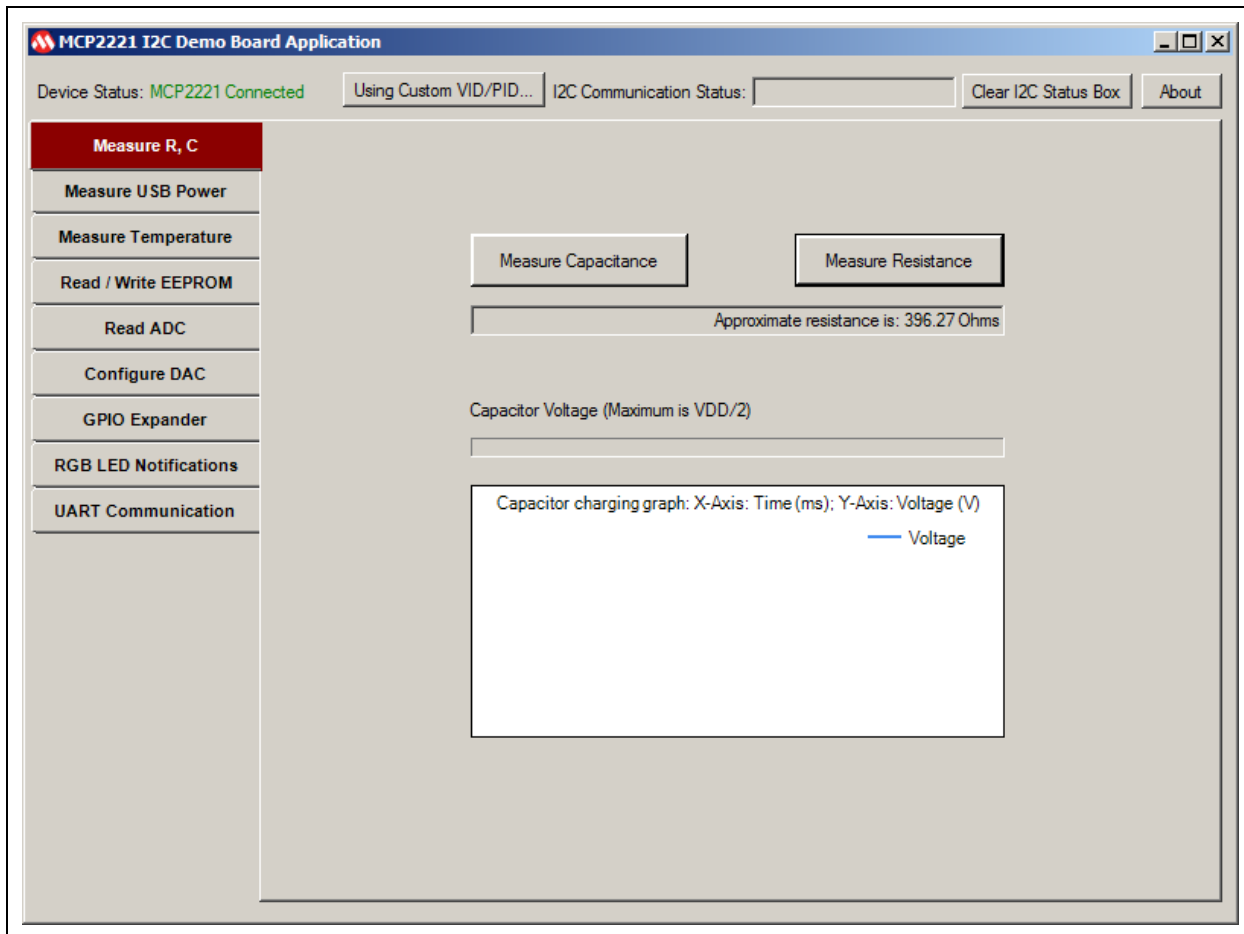 MCP2221 I2C Demo Board Application
Device Status: MCP2221 Connected Using Custom VID/PID... I2C Communication Status: Clear I2C Status Box About
Measure R, C
Measure USB Power
Measure Temperature
Read / Write EEPROM
Read ADC
Configure DAC
GPIO Expander
RGB LED Notifications
UART Communication
Measure Capacitance Measure Resistance
Approximate resistance is: 396.27 Ohms
Capacitor Voltage (Maximum is VDD/2)
Capacitor charging graph: X-Axis: Time (ms); Y-Axis: Voltage (V)
Voltage